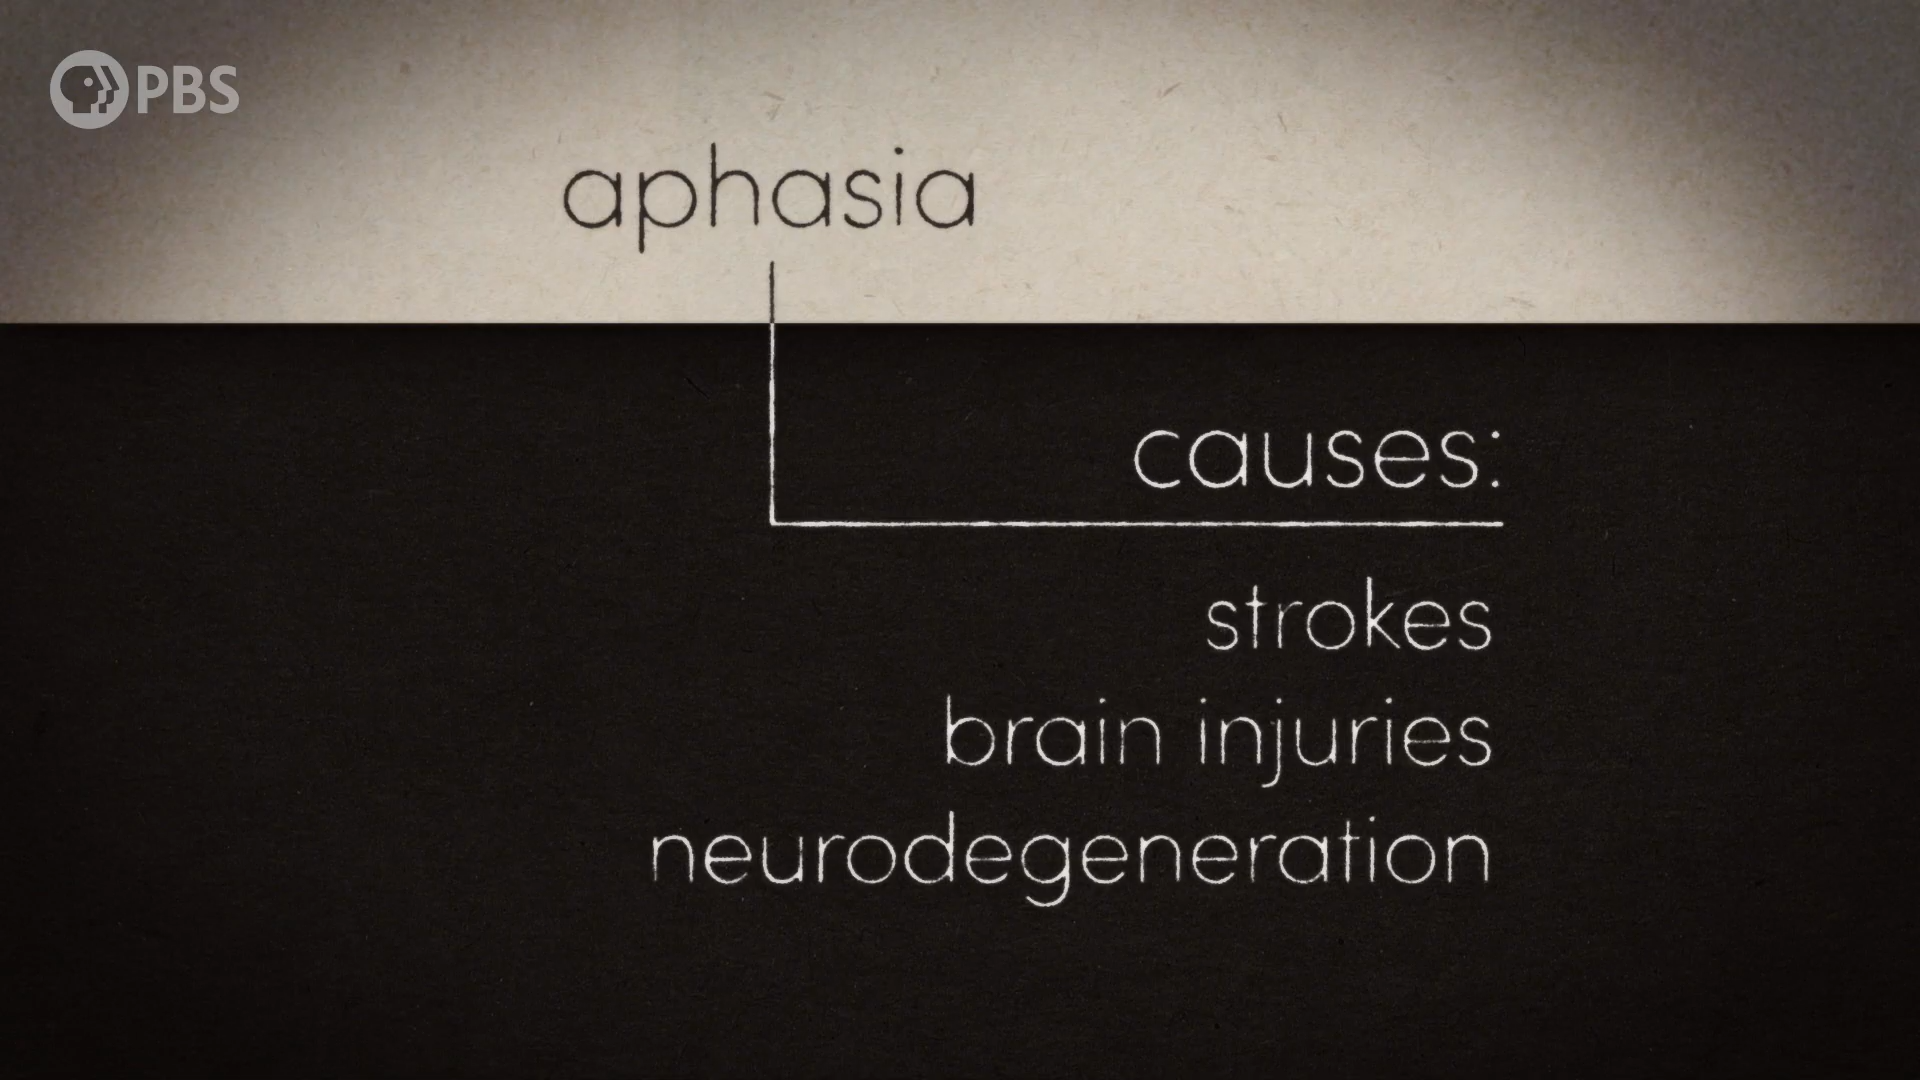 PBS
aphasia
causes:
strokes
brain injuries
neurodegeneration